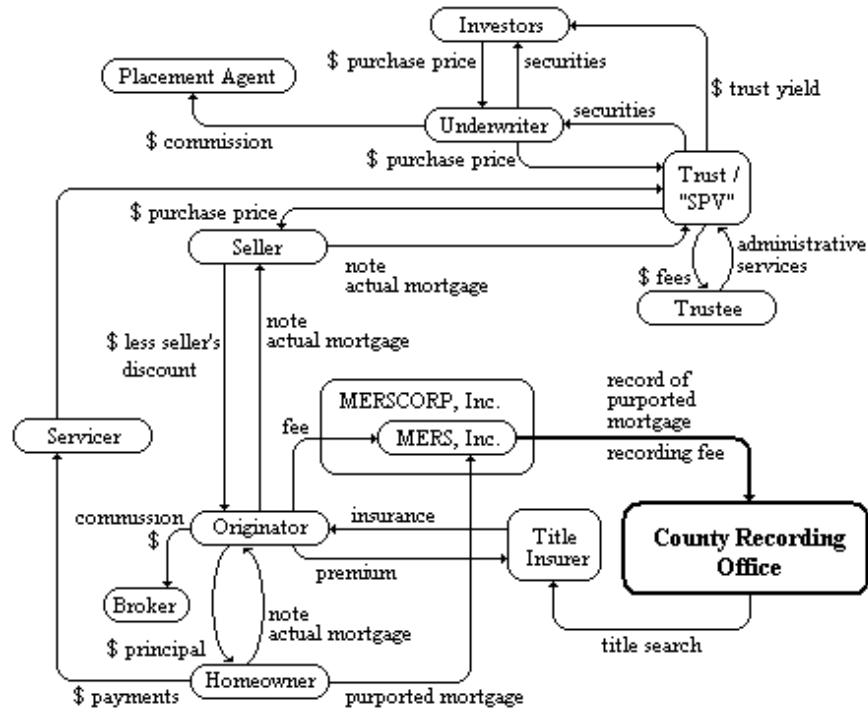 Investors
$ purchase price
securities
$ trust yield
Placement Agent
Underwriter
securities
$ commission
$ purchase price
Trust /
"SPV"
$ purchase price
Seller
note
actual mortgage
administrative
services
$ fees
Trustee
note
actual mortgage
$ less seller's
discount
MERSCORP, Inc.
record of
purported
mortgage
Servicer
fee
MERS, Inc.
recording fee
commission
$
Originator
insurance
Title
Insurer
County Recording
Office
premium
Broker
note
actual mortgage
$ principal
title search
Homeowner
$ payments
purported mortgage